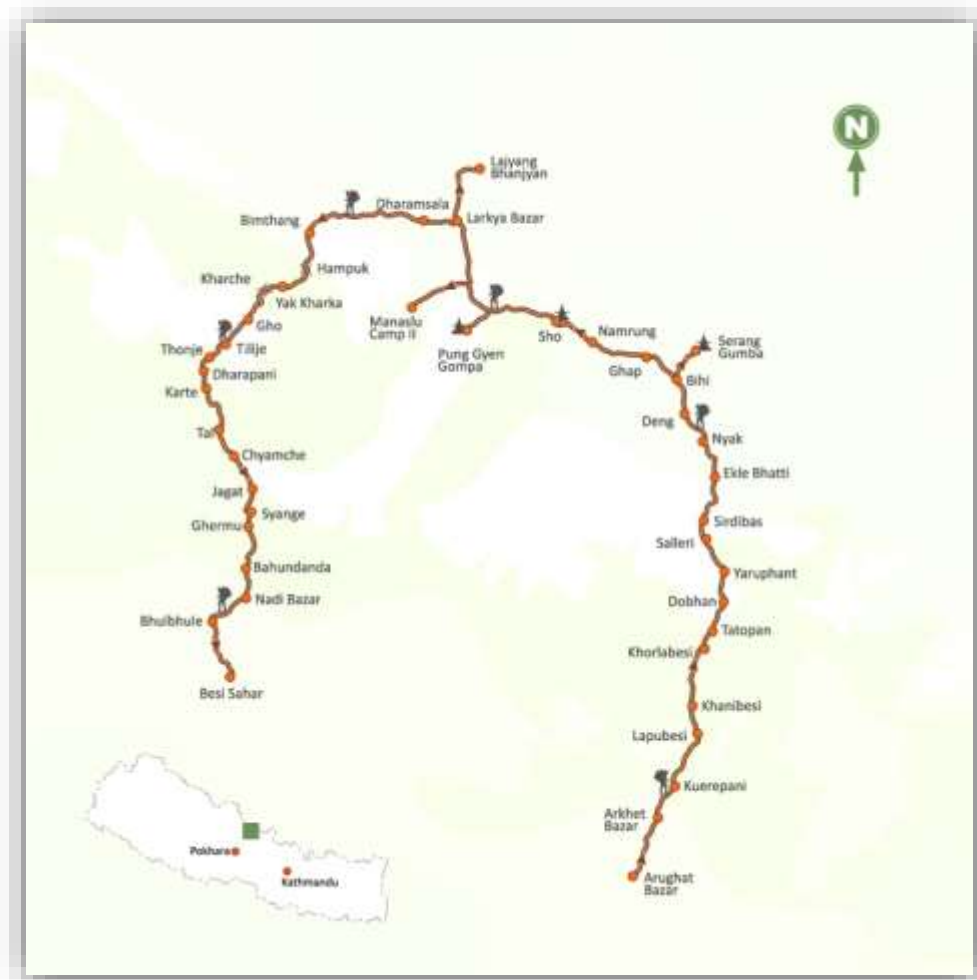 N
Lajyang
Bhanjyan
Dharamsala
Larkya Bazar
Bimthang
Hampuk
Kharche
Yak Kharka
Gho
Manaslu
Camp II
Pung Gyen
Gompa
Sho
Namrung
Ghap
Serang
Gumba
Bihi
Thonje
Tilije
Dharapani
Karte
Deng
Nyak
Tal
Chyamche
Ekle Bhatti
Jagat
Syange
Ghermu
Sirdibas
Salleri
Bahundanda
Yaruphant
Nadi Bazar
Dobhan
Bhulbhule
Tatopan
Khorlabesi
Besi Sahar
Khanibesi
Lapubesi
Kuerepani
Arkhet
Bazar
Pokhara
Kathmandu
Arughat
Bazar